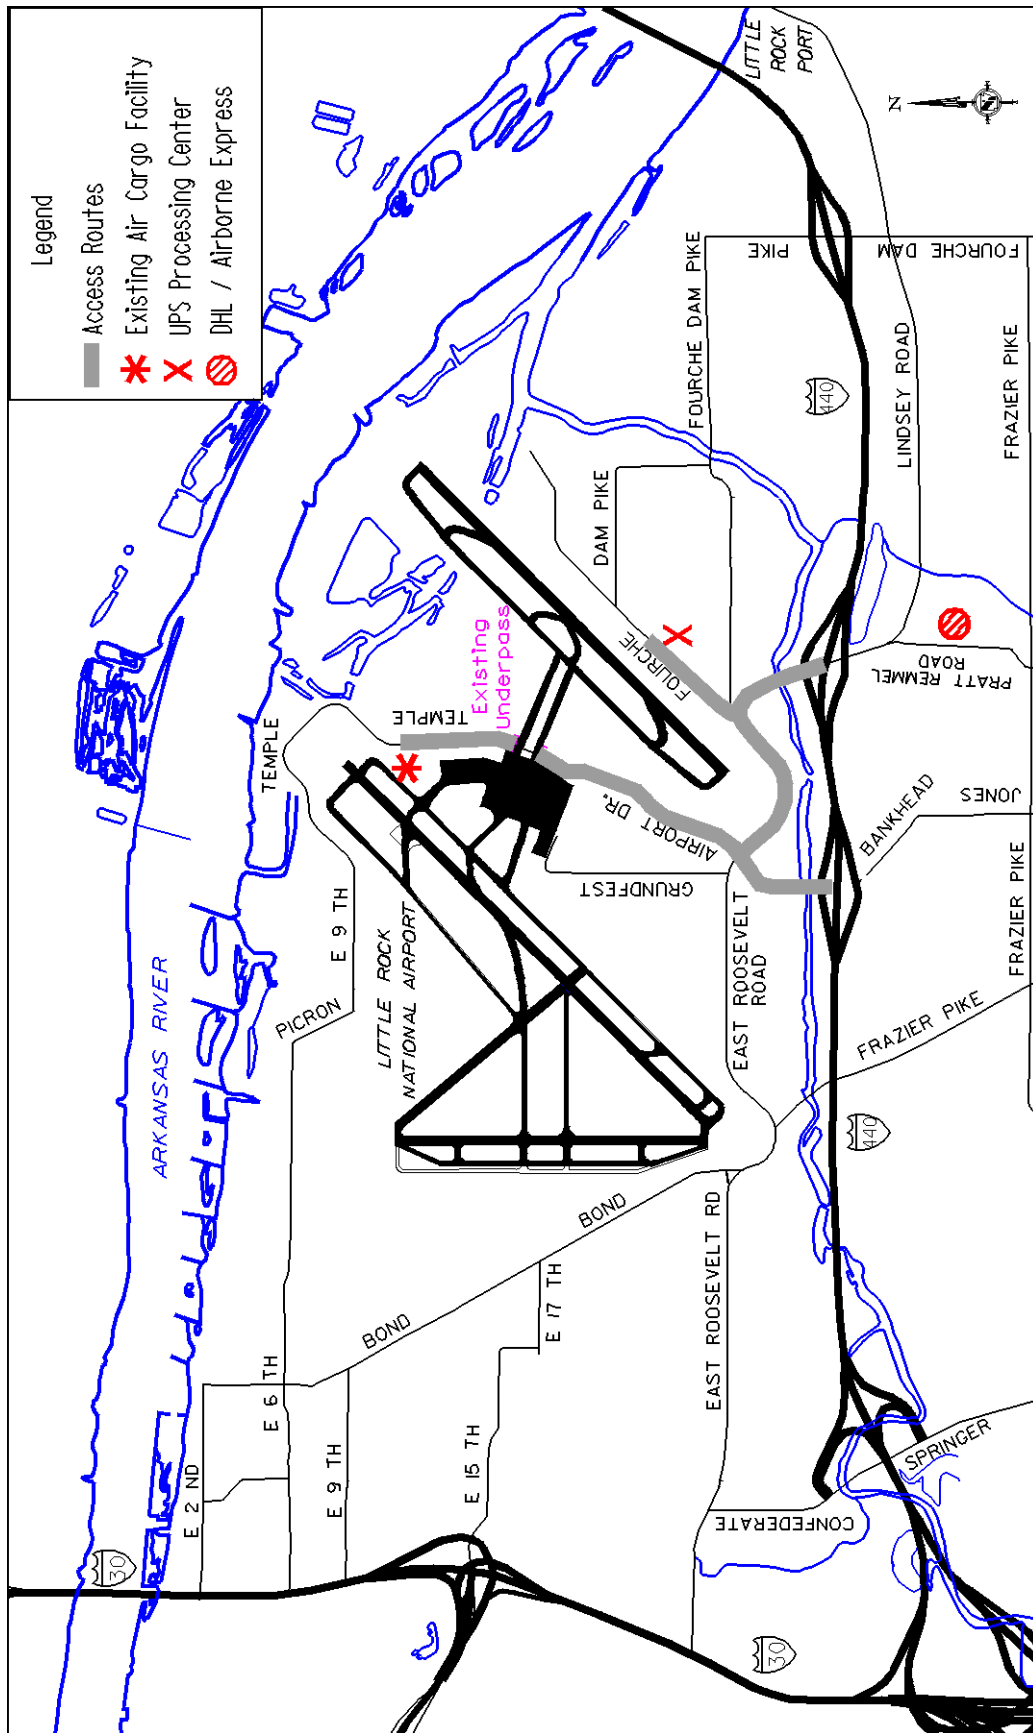 Legend
Access Routes
Existing Air Cargo Facility
UPS Processing Center
DHL / Airborne Express
ARKANSAS RIVER
30
E 2 ND
E 6 TH
E 9 TH
E 15 TH
E 17 TH
BOND
BOND
PICRON
E 9 TH
TEMPLE
TEMPLE
LITTLE ROCK
NATIONAL AIRPORT
Existing
Underpass
GRUNDFEST
AIRPORT DR.
FOURCHE
DAM PIKE
FOURCHE DAM PIKE
PIKE
FOURCHE DAM
LITTLE
ROCK
PORT
N
EAST ROOSEVELT RD
EAST ROOSEVELT
ROAD
CONFEDERATE
SPRINGER
30
440
440
FRAZIER PIKE
FRAZIER PIKE
FRAZIER PIKE
BANKHEAD
JONES
PRATT REMMEL
ROAD
LINDSEY ROAD